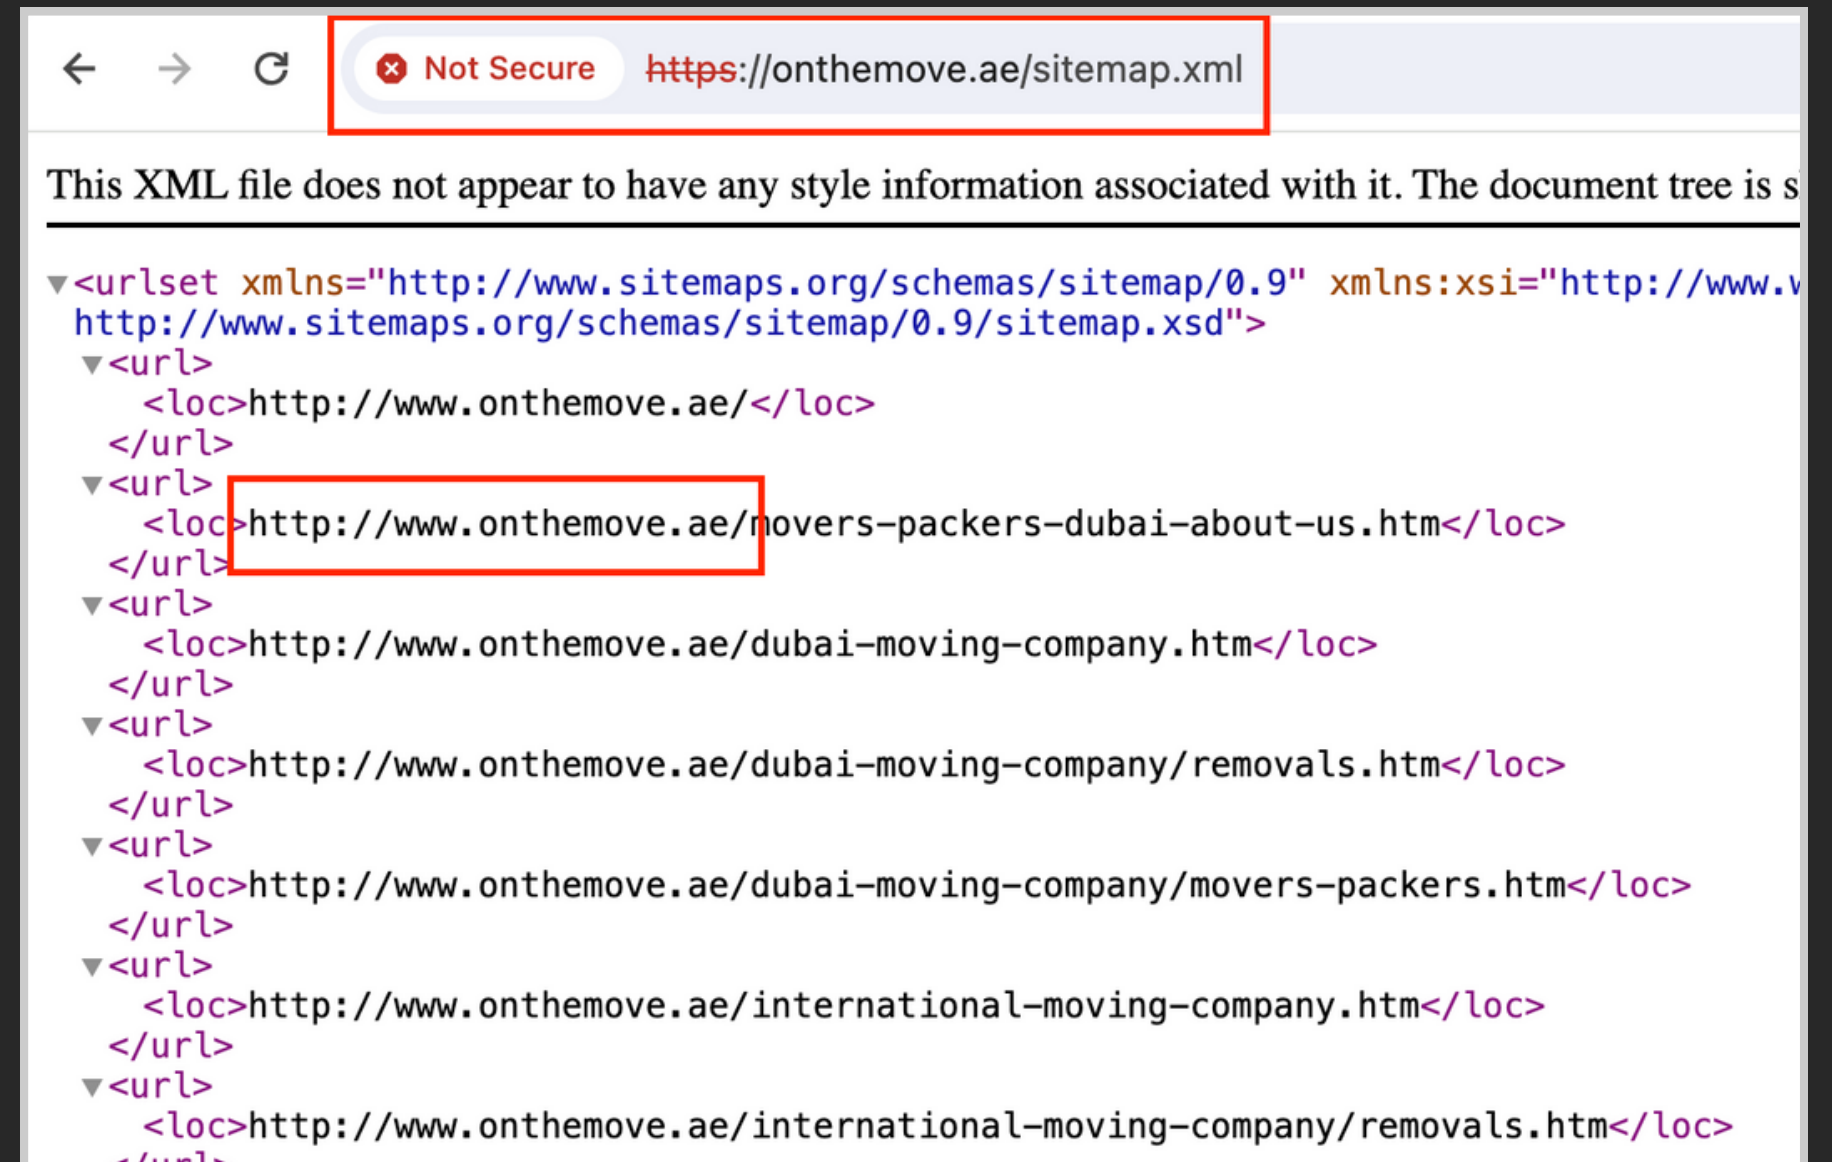 Not Secure https://onthemove.ae/sitemap.xml
This XML file does not appear to have any style information associated with it. The document tree is
▼<urlset xmlns="http://www.sitemaps.org/schemas/sitemap/0.9" xmlns:xsi="http://www.
http://www.sitemaps.org/schemas/sitemap/0.9/sitemap.xsd">
▼<url>
<loc>http://www.onthemove.ae/</loc>
</url>
▼<url>
<loc>http://www.onthemove.ae/movers-packers-dubai-about-us.htm</loc>
</url>
▼<url>
<loc>http://www.onthemove.ae/dubai-moving-company.htm</loc>
</url>
▼<url>
<loc>http://www.onthemove.ae/dubai-moving-company/removals.htm</loc>
</url>
▼<url>
<loc>http://www.onthemove.ae/dubai-moving-company/movers-packers.htm</loc>
</url>
▼<url>
<loc>http://www.onthemove.ae/international-moving-company.htm</loc>
</url>
▼<url>
<loc>http://www.onthemove.ae/international-moving-company/removals.htm</loc>